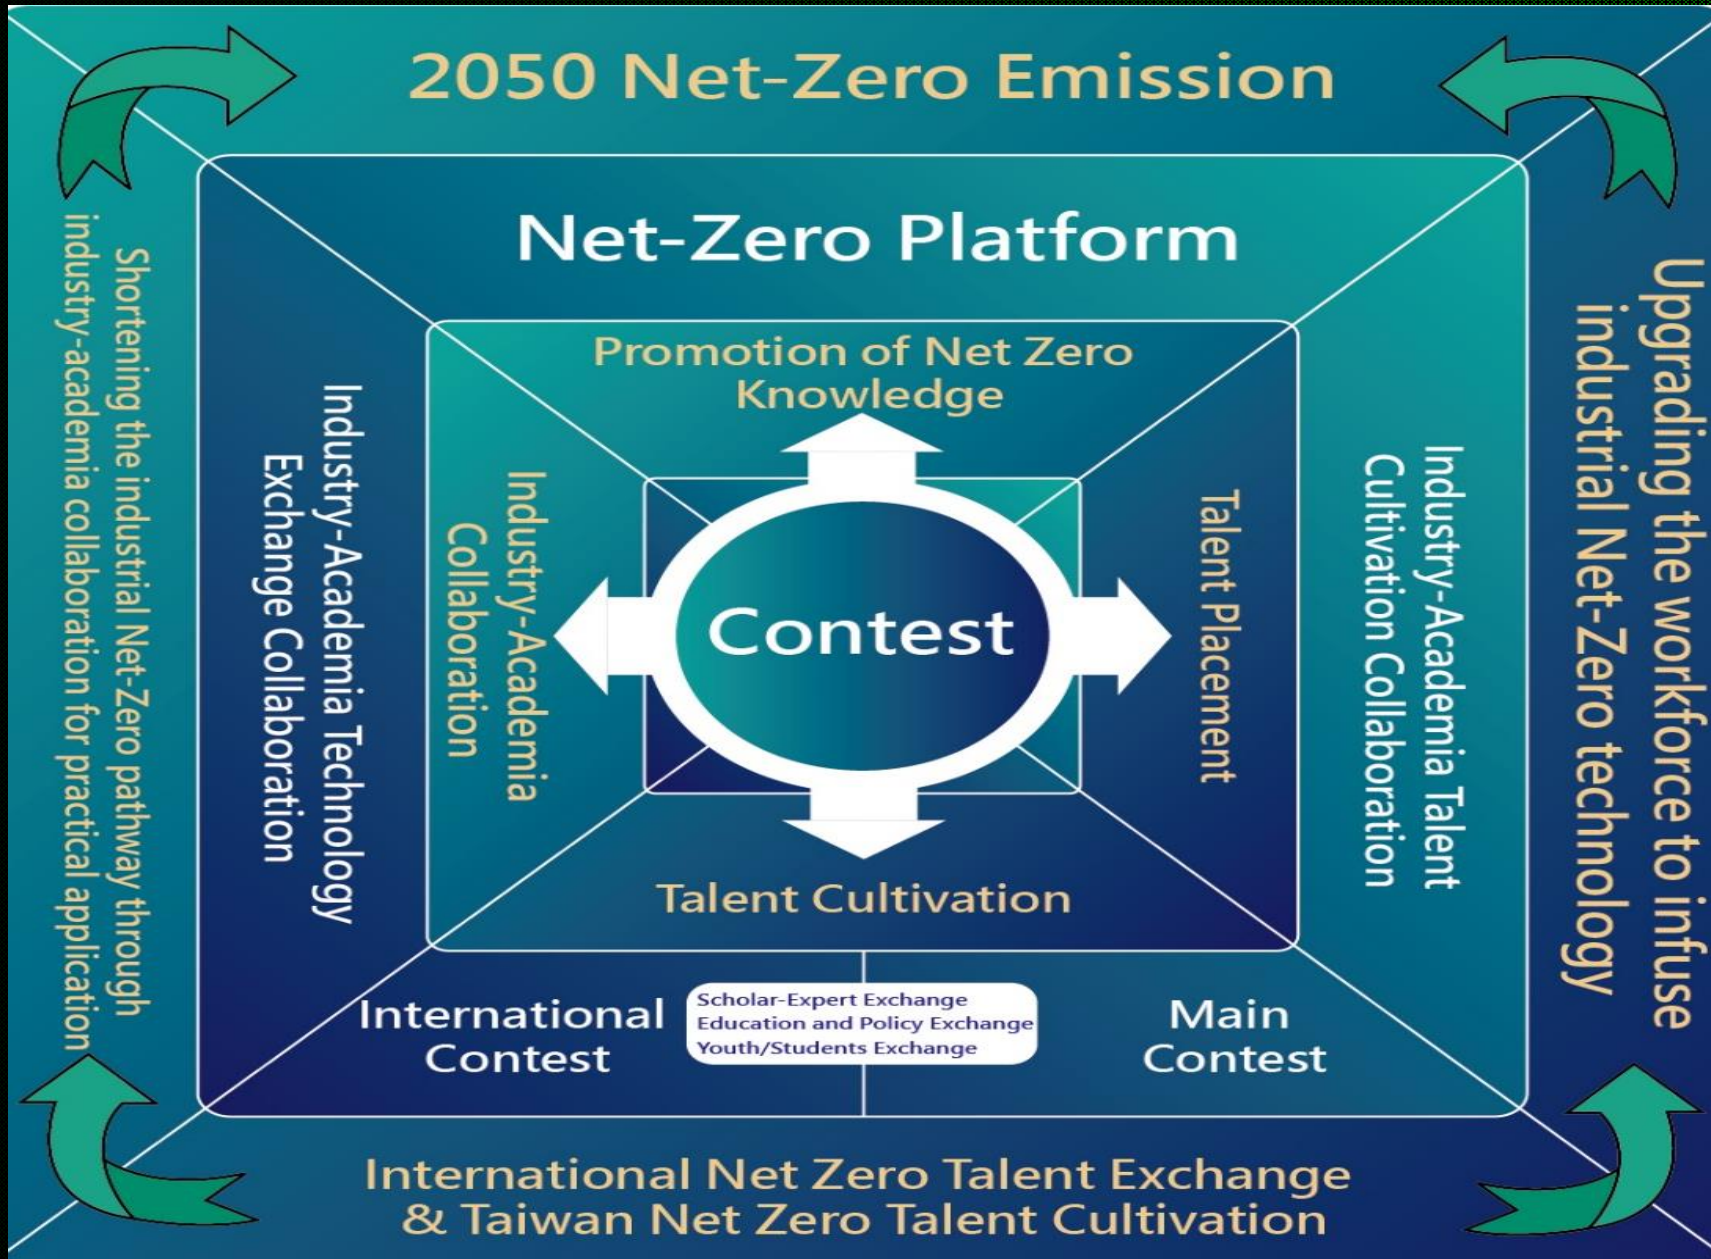 2050 Net-Zero Emission
Net-Zero Platform
Promotion of Net Zero
Knowledge
Shortening the industrial Net-Zero pathway through
industry-academia collaboration for practical application
Industry-Academia Technology
Exchange Collaboration
Industry-Academia
Collaboration
Contest
Talent Placement
Industry-Academia Talent
Cultivation Collaboration
Upgrading the workforce to infuse
industrial Net-Zero technology
Talent Cultivation
International
Contest
Scholar-Expert Exchange
Education and Policy Exchange
Youth/Students Exchange
Main
Contest
International Net Zero Talent Exchange
& Taiwan Net Zero Talent Cultivation